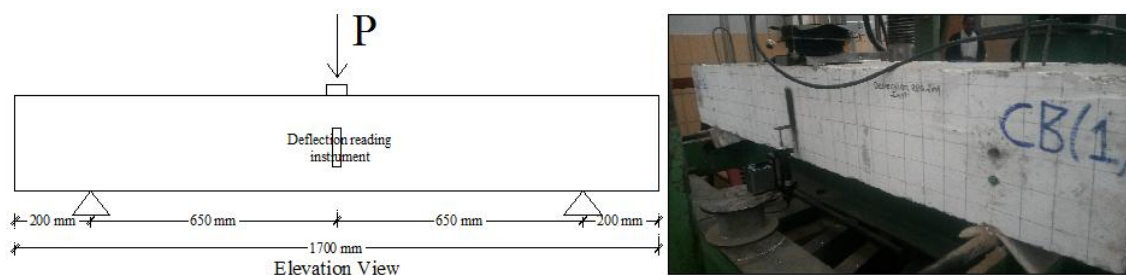 P
Deflection reading
instrument
200 mm
650 mm
650 mm
200 mm
1700 mm
Elevation View
CB(1,